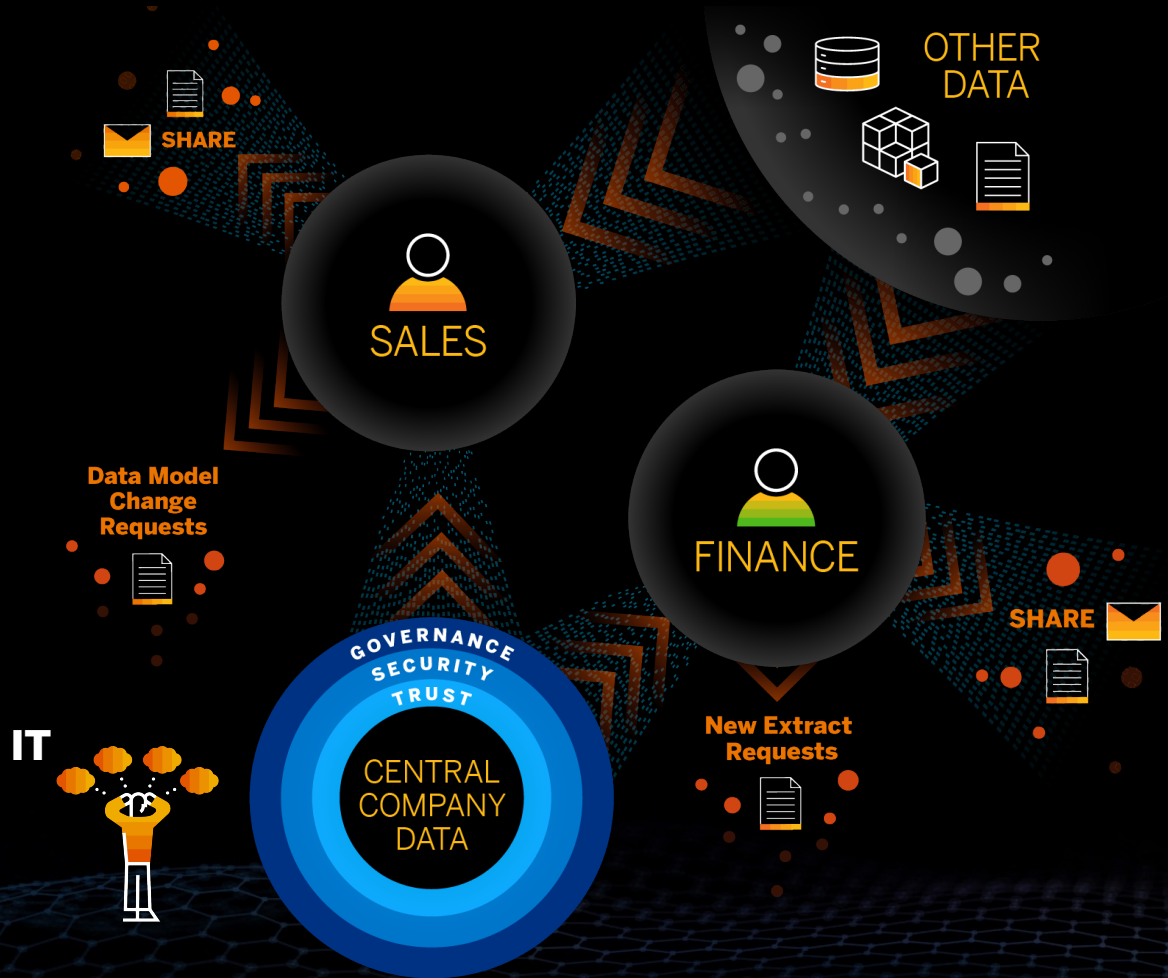 OTHER
DATA
SHARE
SALES
Data Model
Change
Requests
FINANCE
SHARE
GOVERNANCE
SECURITY
TRUST
New Extract
Requests
IT
CENTRAL
COMPANY
DATA